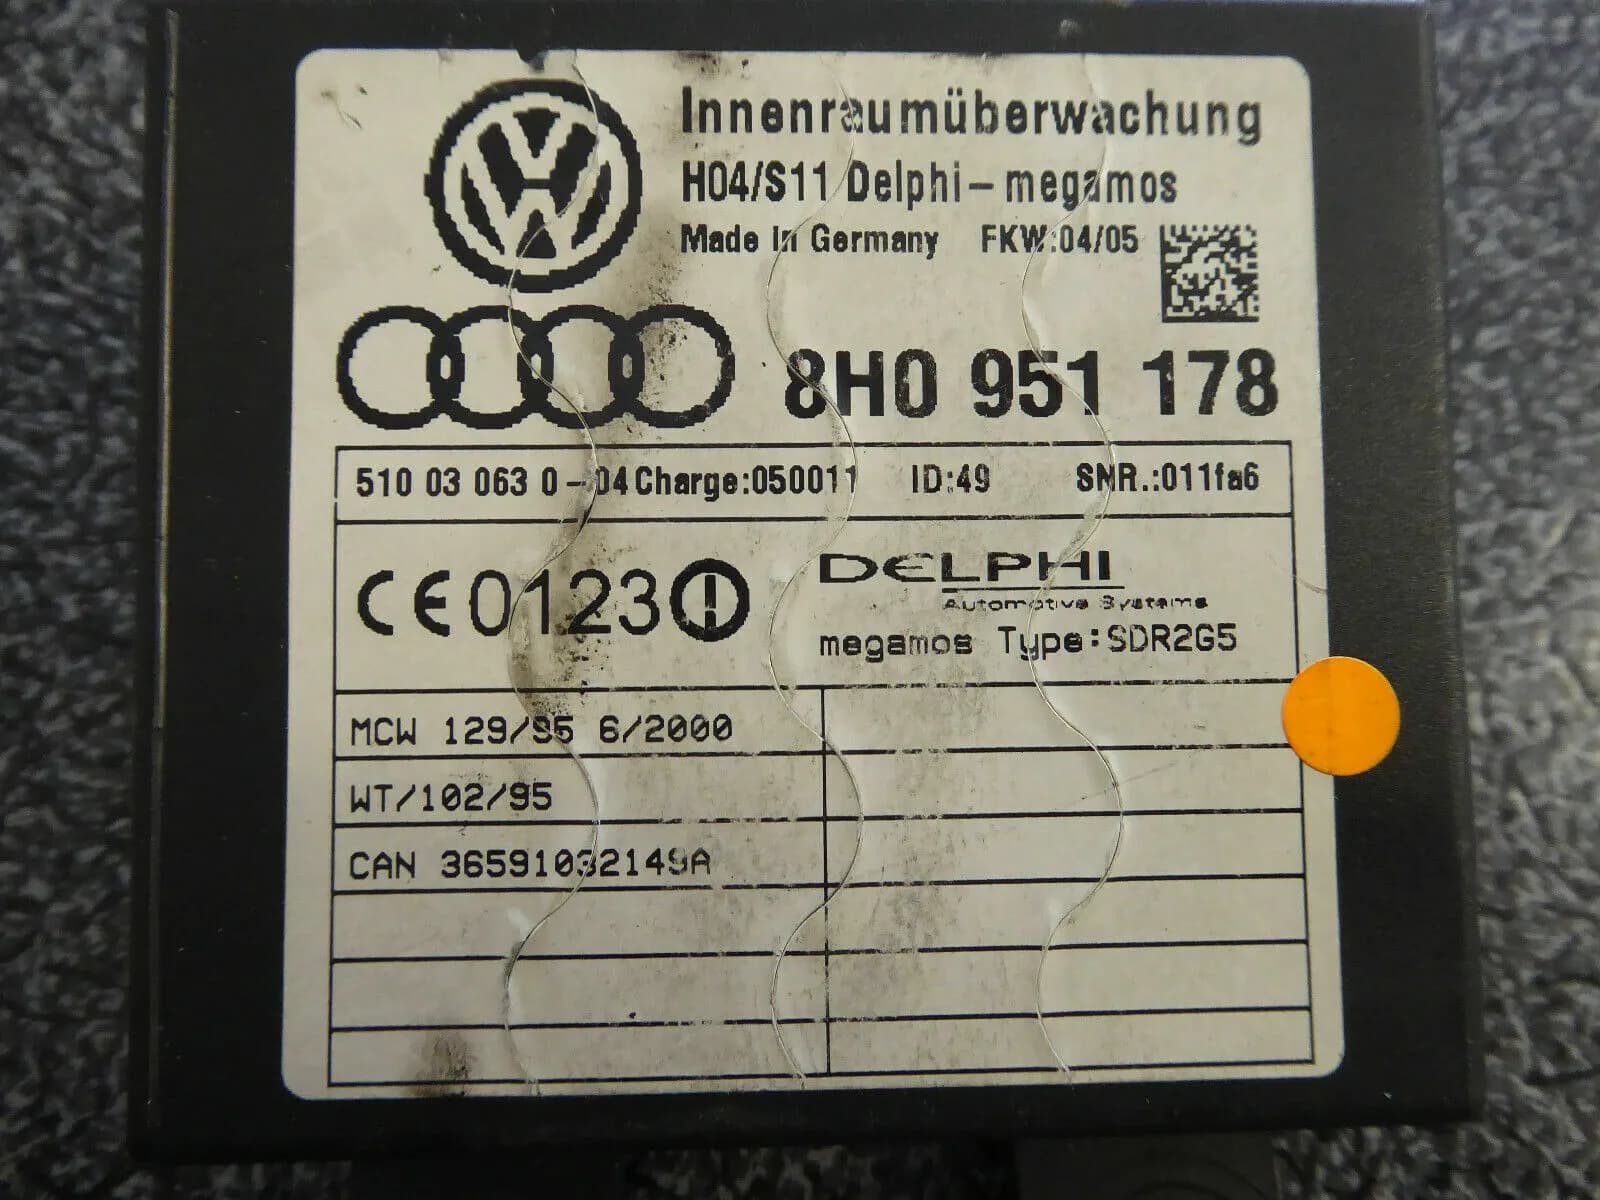 Innenraumüberwachung
H04/S11 Delphi-megamos
Made in Germany FKW:04/05
8H0 951 178
510 03 063 0-04 Charge:050011 ID:49 SNR.:011fa6
CE0123
DELPHI
Automotive Systems
megamos Type:SDR2G5
MCW 129/95 6/2000
WT/102/95
CAN 36591032149A